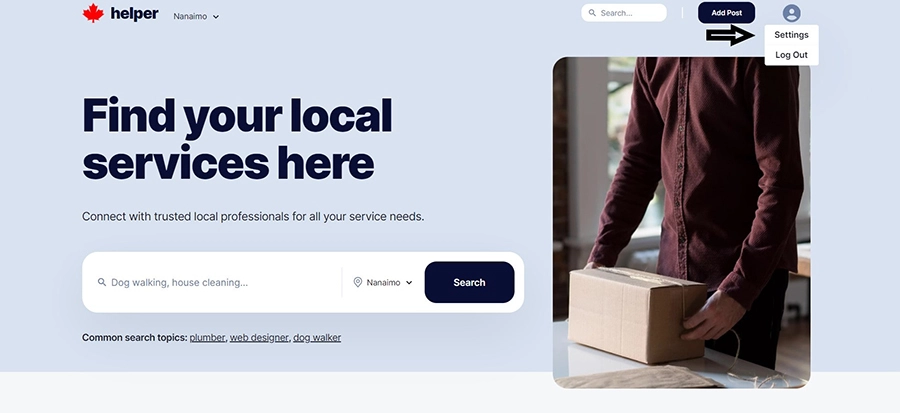 helper
Nanaimo
Search...
Add Post
Settings
Log Out
Find your local
services here
Connect with trusted local professionals for all your service needs.
Dog walking, house cleaning...
Nanaimo
Search
Common search topics: plumber, web designer, dog walker